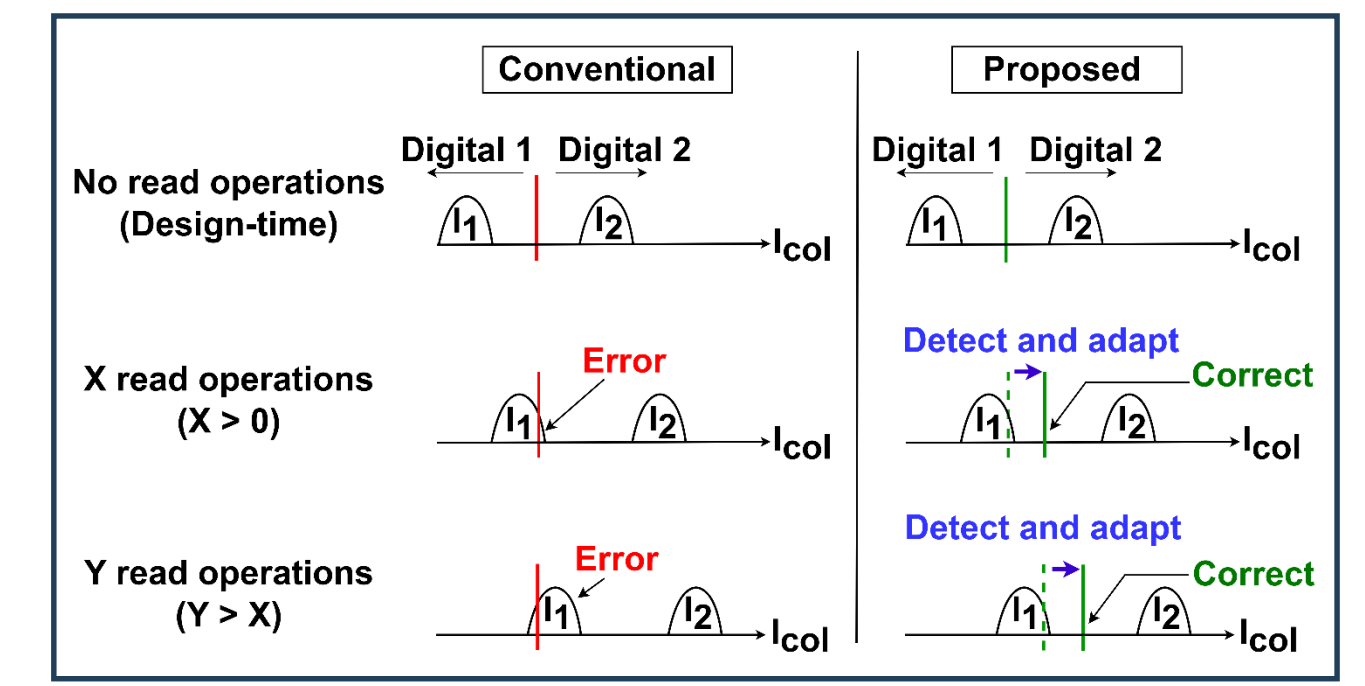 Conventional
Proposed
Digital 1 Digital 2
Digital 1 Digital 2
No read operations
(Design-time)
I1 I2 Icol
I1 I2 Icol
X read operations
(X > 0)
Error
I1 I2 Icol
Detect and adapt
Correct
I1 I2 Icol
Y read operations
(Y > X)
Error
I1 I2 Icol
Detect and adapt
Correct
I1 I2 Icol